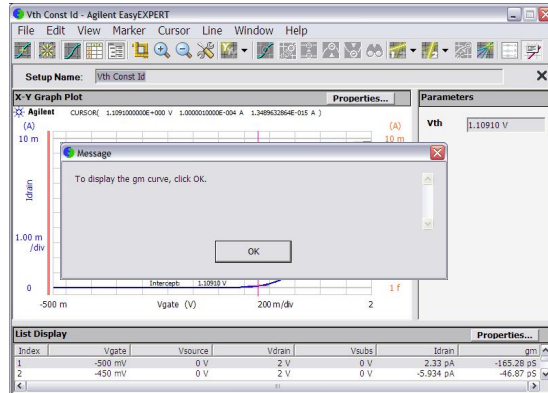 Vth Const Id - Agilent EasyEXPERT
File Edit View Marker Cursor Line Window Help
Setup Name: Vth Const Id
X-Y Graph Plot Properties... Parameters
Agilent CURSOR( 1.109100000E+000 V 1.0000010000E-004 A 1.3489632864E-015 A )
(A) (A) Vth 1.10910 V
10 m 10 m
Message
To display the gm curve, click OK.
Idrain
1.00 m
/div
OK
Intercept: 1.10910 V
0 1 f
-500 m Vgate (V) 200 m/div 2
List Display Properties...
Index Vgate Vsource Vdrain Vsubs Idrain gm
1 -500 mV 0 V 2 V 0 V 2.33 pA -165.28 pS
2 -450 mV 0 V 2 V 0 V -5.934 pA -46.87 pS